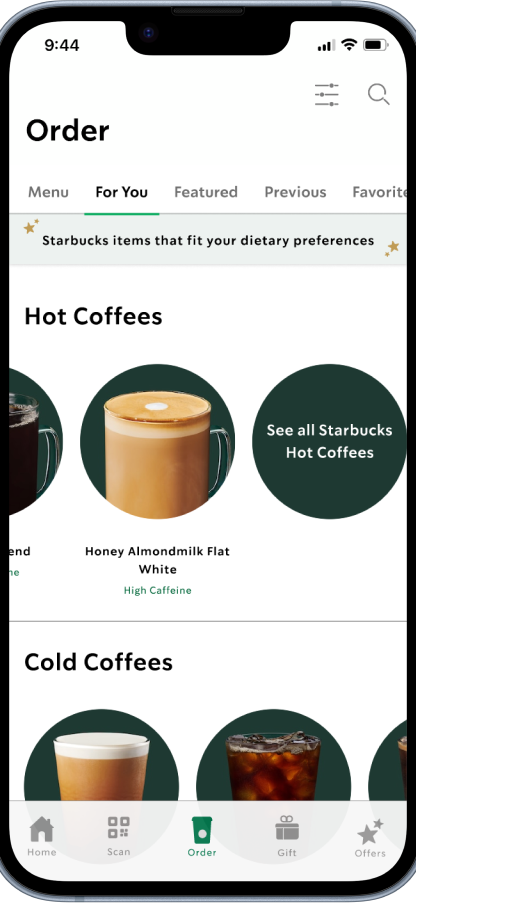 9:44
Order
Menu For You Featured Previous Favorite
Starbucks items that fit your dietary preferences
Hot Coffees
See all Starbucks
Hot Coffees
end
ne
Honey Almondmilk Flat
White
High Caffeine
Cold Coffees
Home Scan Order Gift Offers